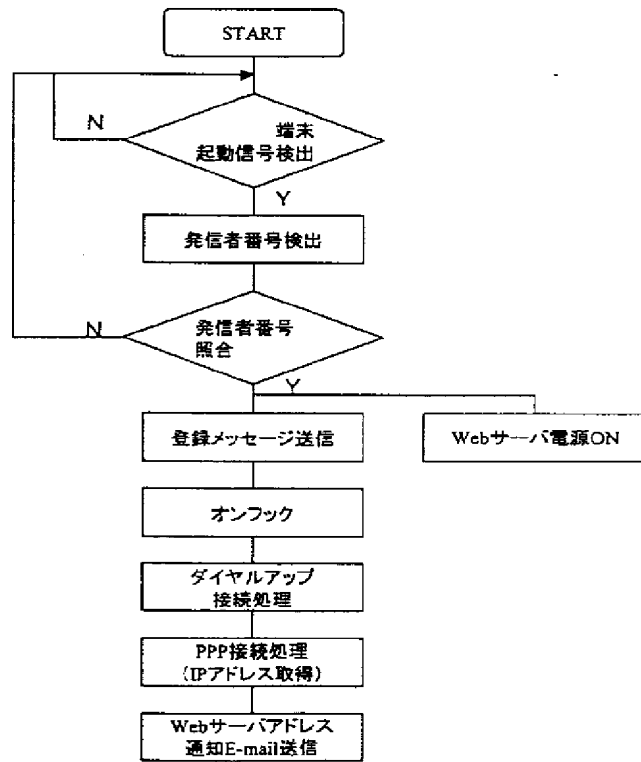 START
N
端末
起動信号検出
Y
発信者番号検出
N
発信者番号
照合
Y
登録メッセージ送信
Webサーバ電源ON
オンフック
ダイヤルアップ
接続処理
PPP接続処理
(IPアドレス取得)
Webサーバアドレス
通知E-mail送信